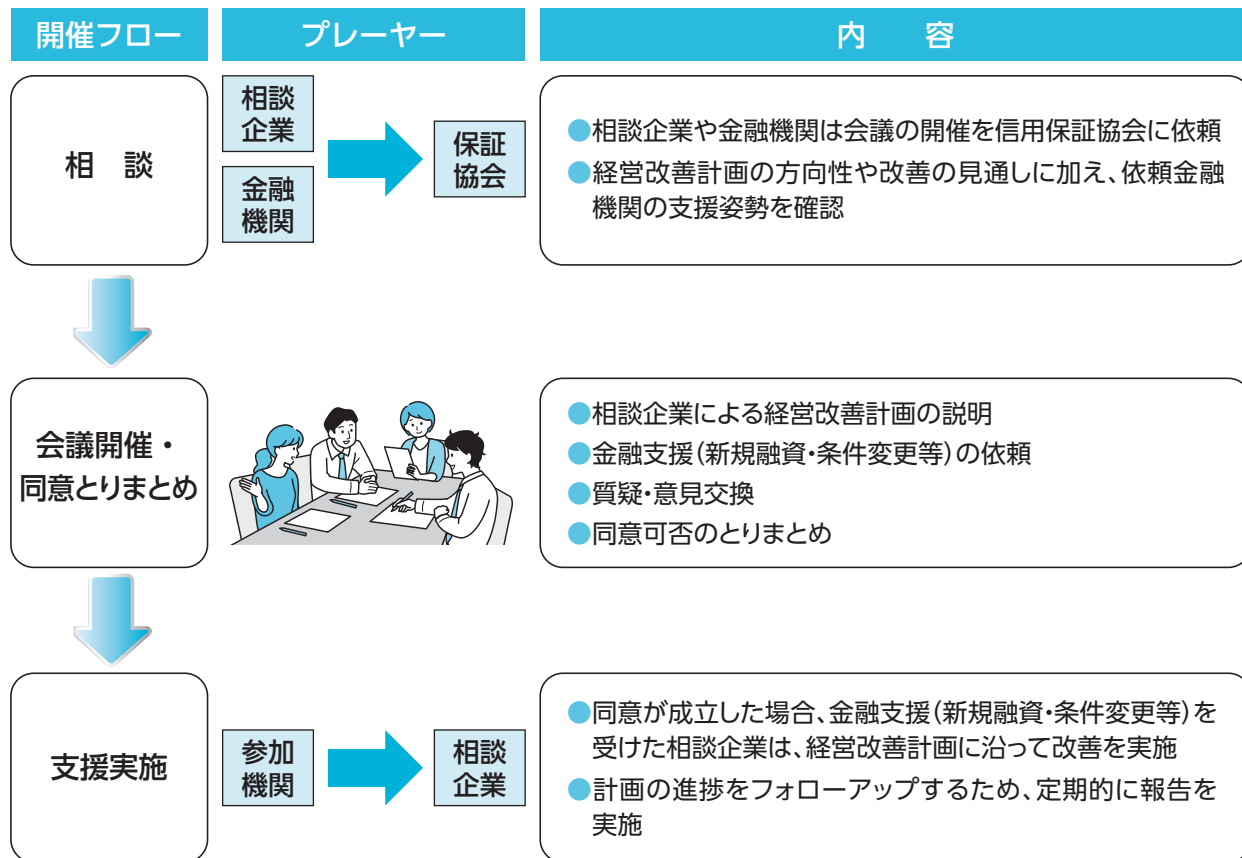 開催フロー
プレーヤー
内 容
相 談
相談
企業
金融
機関
保証
協会
●相談企業や金融機関は会議の開催を信用保証協会に依頼
●経営改善計画の方向性や改善の見通しに加え、依頼金融
機関の支援姿勢を確認
会議開催・
同意とりまとめ
●相談企業による経営改善計画の説明
●金融支援(新規融資・条件変更等)の依頼
●質疑・意見交換
●同意可否のとりまとめ
支援実施
参加
機関
相談
企業
●同意が成立した場合、金融支援(新規融資・条件変更等)を
受けた相談企業は、経営改善計画に沿って改善を実施
●計画の進捗をフォローアップするため、定期的に報告を
実施